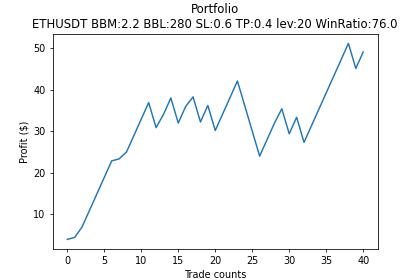 Portfolio
ETHUSDT BBM:2.2 BBL:280 SL:0.6 TP:0.4 lev:20 WinRatio:76.0
50
40
30
20
10
Profit ($)
0 5 10 15 20 25 30 35 40
Trade counts